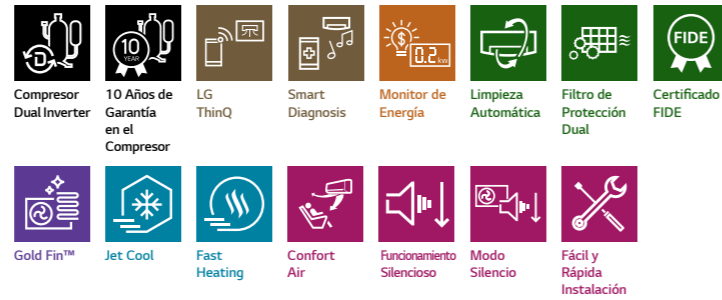 D
10
YEAR
0.2 kw
FIDE
Compresor
Dual Inverter
10 Años de
Garantía
en el
Compresor
LG
ThinQ
Smart
Diagnosis
Monitor de
Energía
Limpieza
Automática
Filtro de
Protección
Dual
Certificado
FIDE
Gold Fin™
Jet Cool
Fast
Heating
Confort
Air
Funcionamiento
Silencioso
Modo
Silencio
Fácil y
Rápida
Instalación